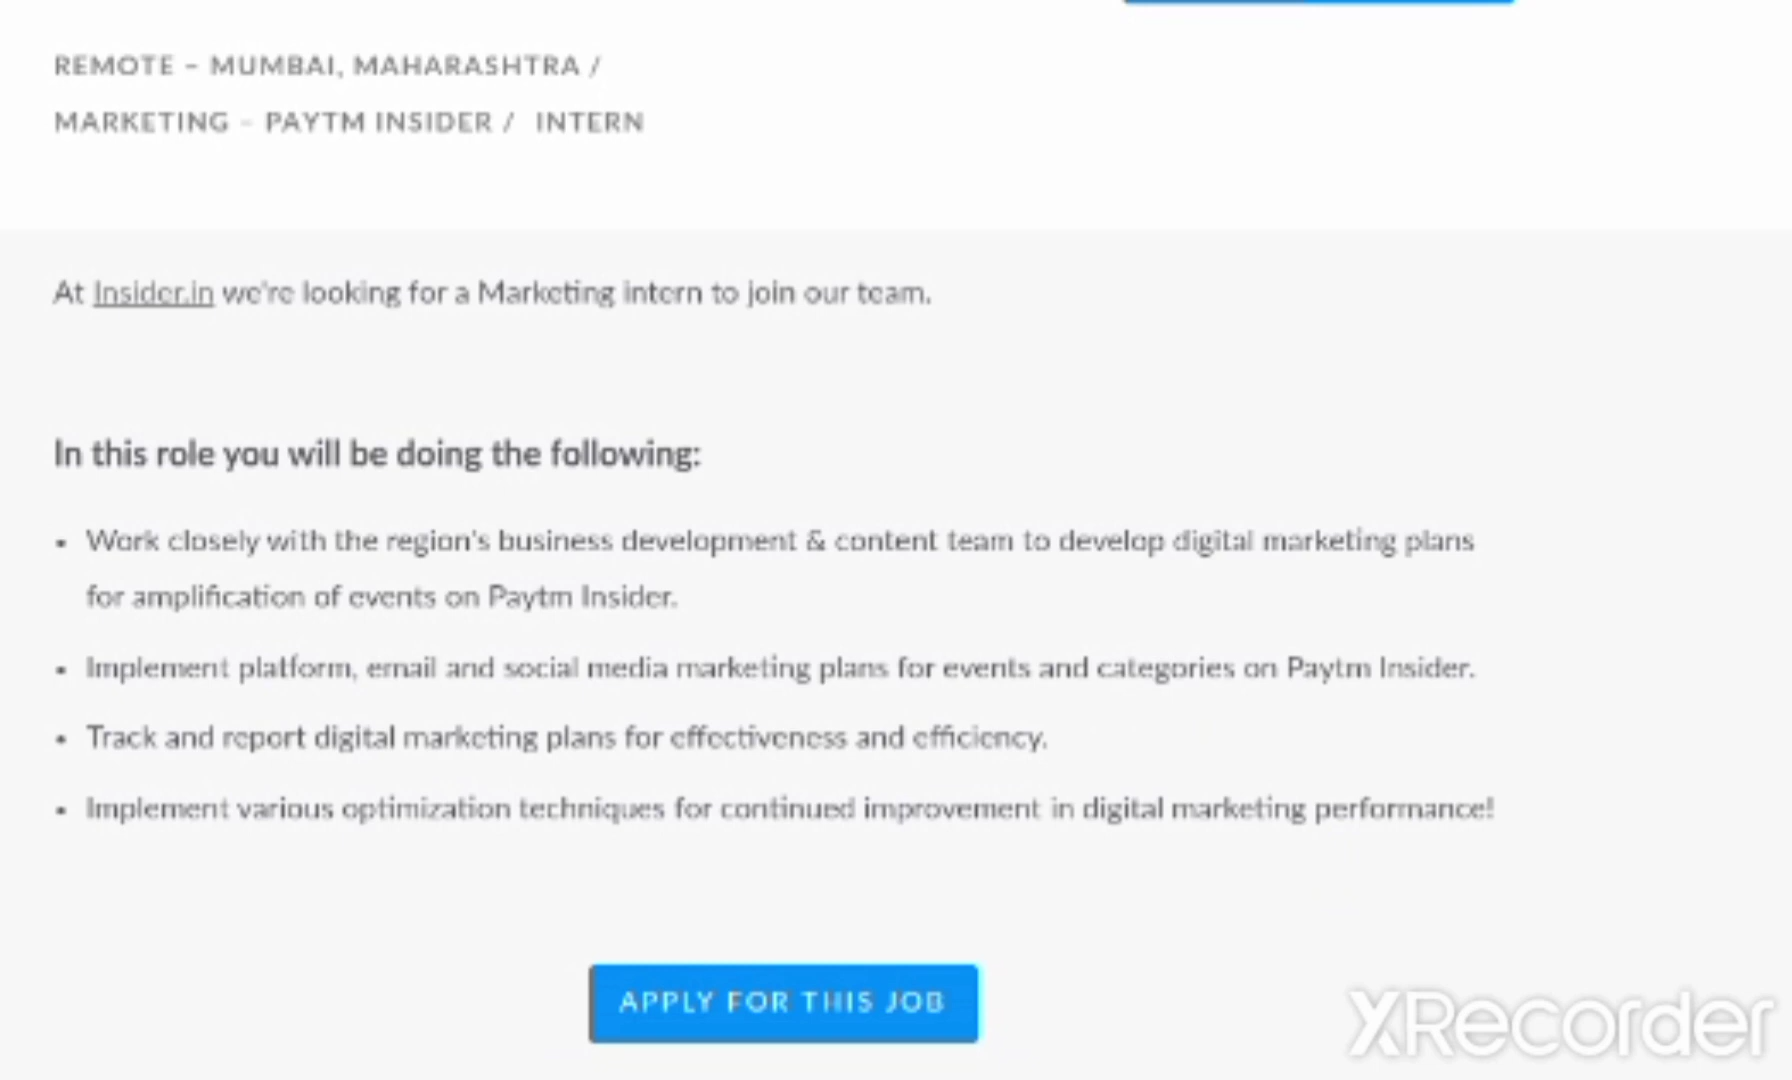 REMOTE – MUMBAI, MAHARASHTRA /
MARKETING – PAYTM INSIDER / INTERN
At Insider.in we're looking for a Marketing intern to join our team.
In this role you will be doing the following:
• Work closely with the region's business development & content team to develop digital marketing plans
for amplification of events on Paytm Insider.
• Implement platform, email and social media marketing plans for events and categories on Paytm Insider.
• Track and report digital marketing plans for effectiveness and efficiency.
• Implement various optimization techniques for continued improvement in digital marketing performance!
APPLY FOR THIS JOB
XRecorder